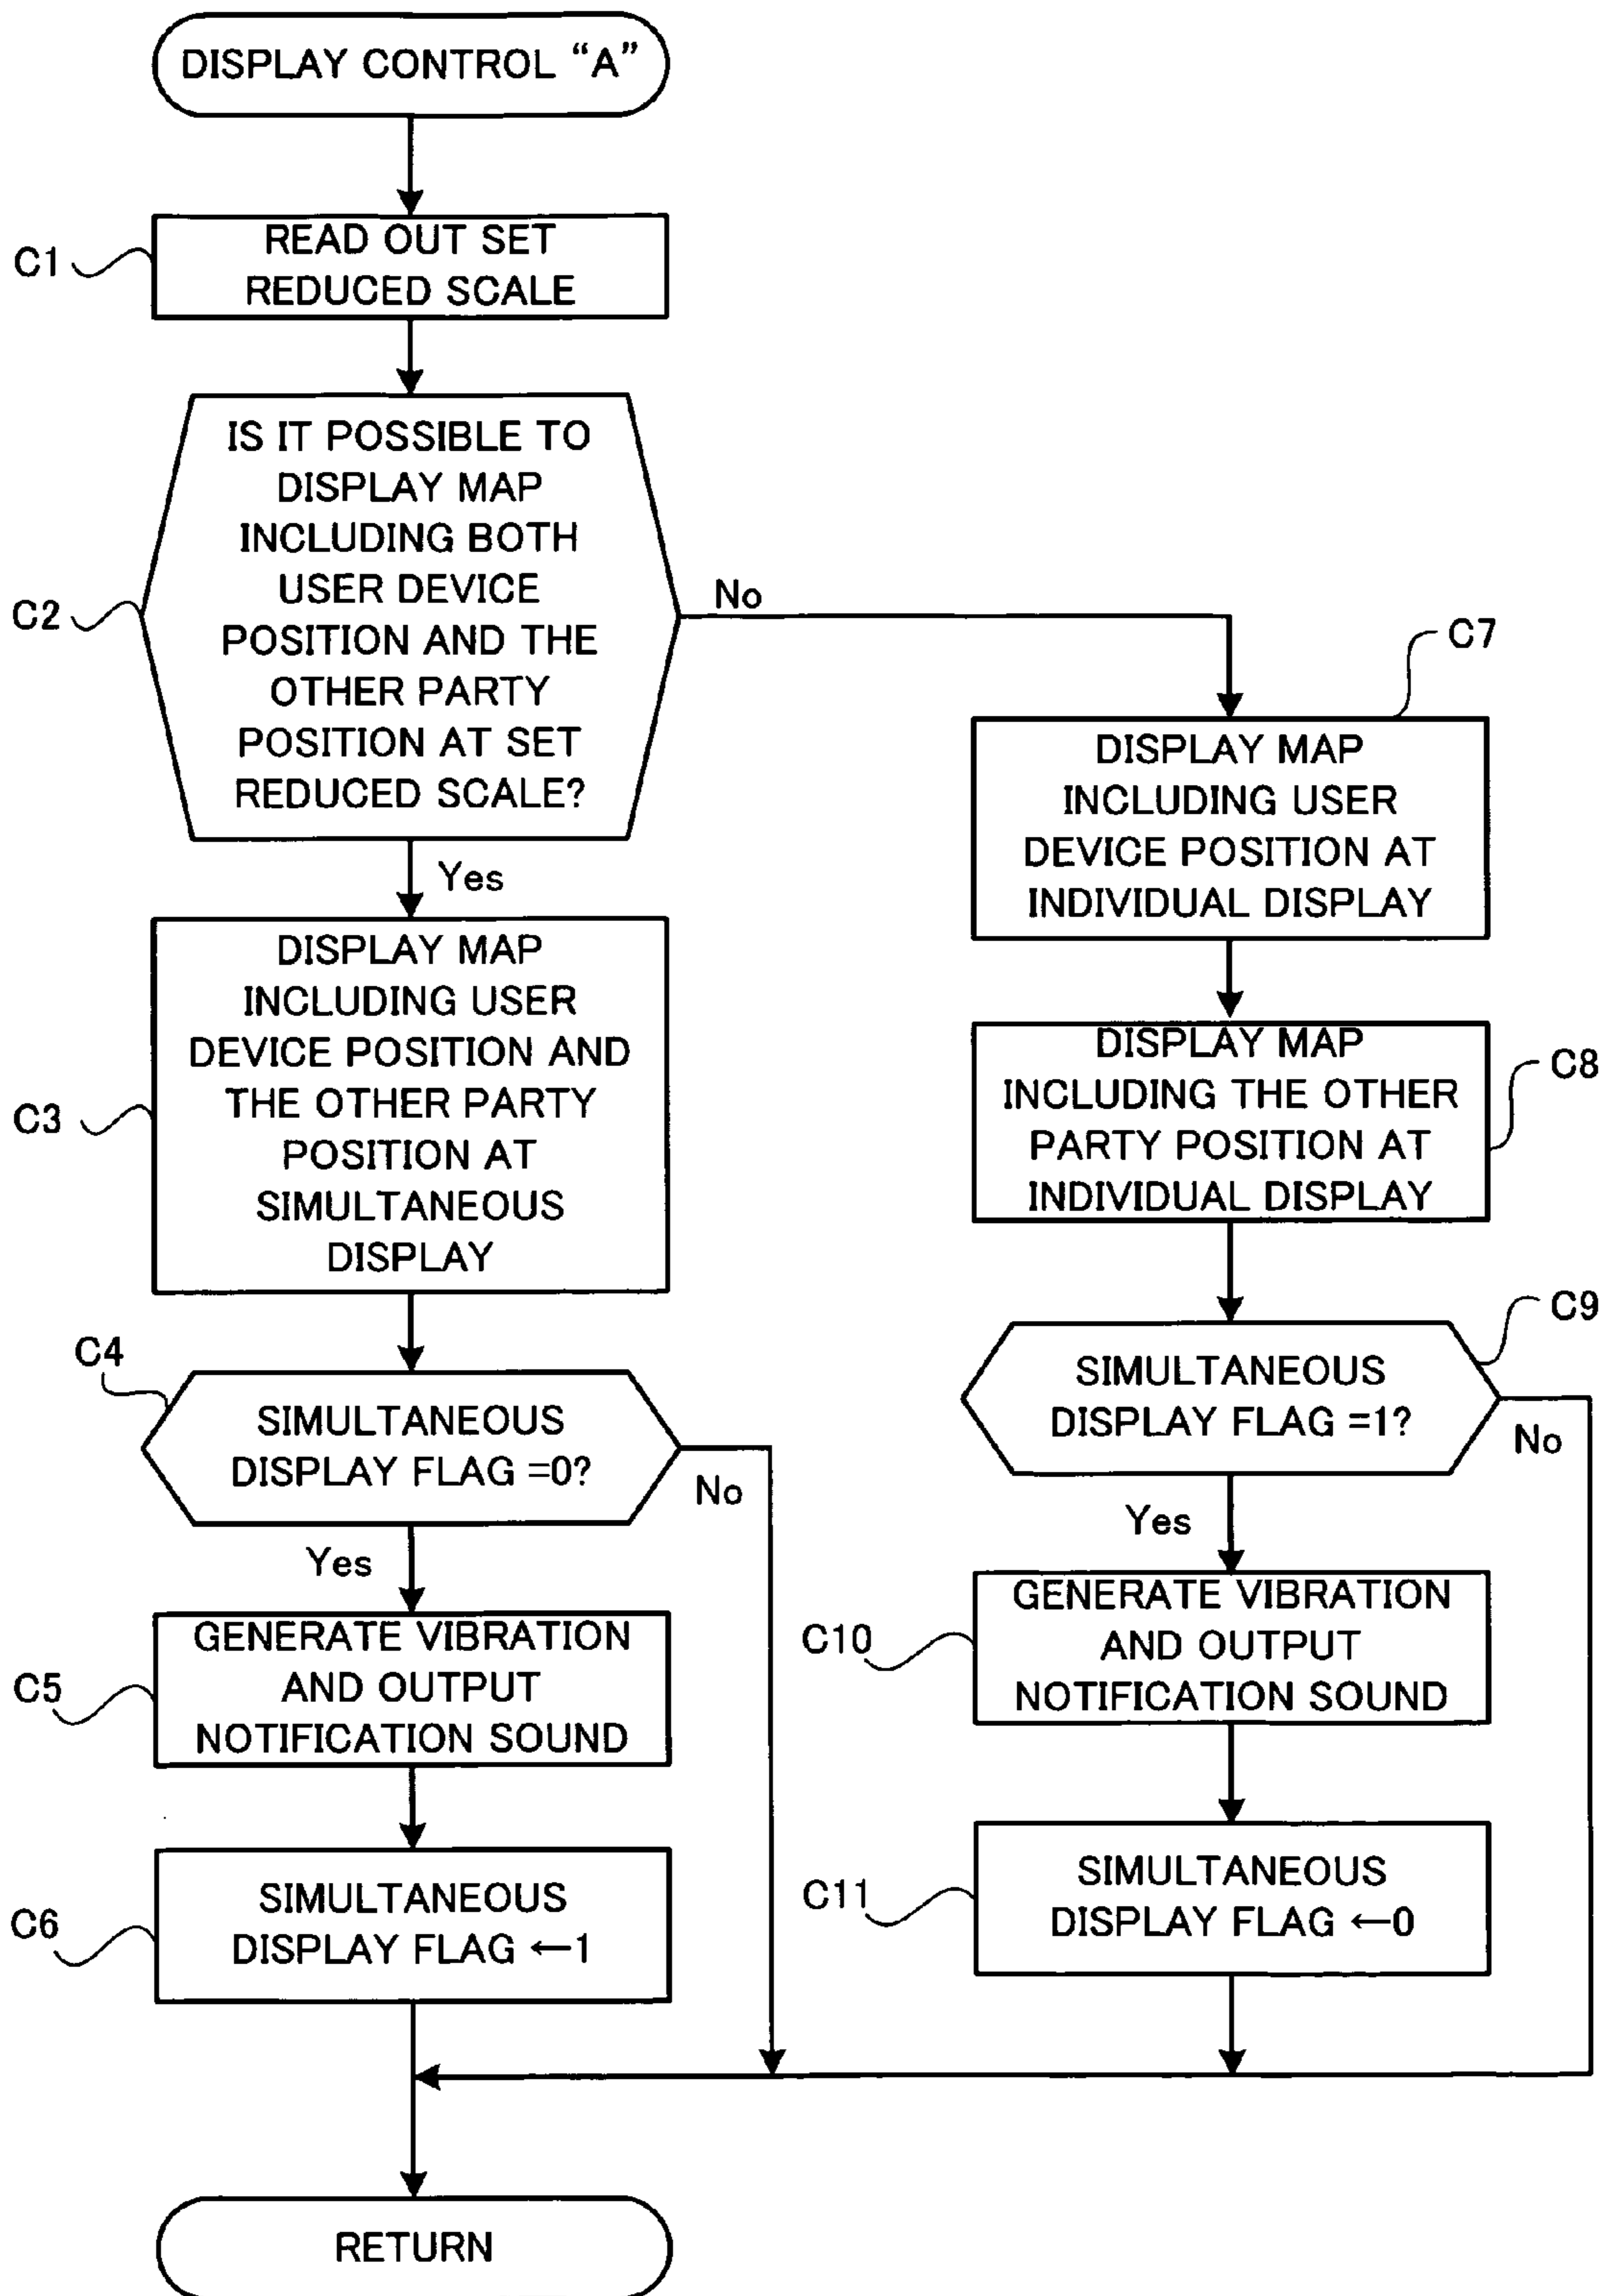 DISPLAY CONTROL “A”
C1
READ OUT SET
REDUCED SCALE
C2
IS IT POSSIBLE TO
DISPLAY MAP
INCLUDING BOTH
USER DEVICE
POSITION AND THE
OTHER PARTY
POSITION AT SET
REDUCED SCALE?
No
Yes
C3
DISPLAY MAP
INCLUDING USER
DEVICE POSITION AND
THE OTHER PARTY
POSITION AT
SIMULTANEOUS
DISPLAY
C4
SIMULTANEOUS
DISPLAY FLAG =0?
No
Yes
C5
GENERATE VIBRATION
AND OUTPUT
NOTIFICATION SOUND
C6
SIMULTANEOUS
DISPLAY FLAG ←1
C7
DISPLAY MAP
INCLUDING USER
DEVICE POSITION AT
INDIVIDUAL DISPLAY
C8
DISPLAY MAP
INCLUDING THE OTHER
PARTY POSITION AT
INDIVIDUAL DISPLAY
C9
SIMULTANEOUS
DISPLAY FLAG =1?
No
Yes
C10
GENERATE VIBRATION
AND OUTPUT
NOTIFICATION SOUND
C11
SIMULTANEOUS
DISPLAY FLAG ←0
RETURN